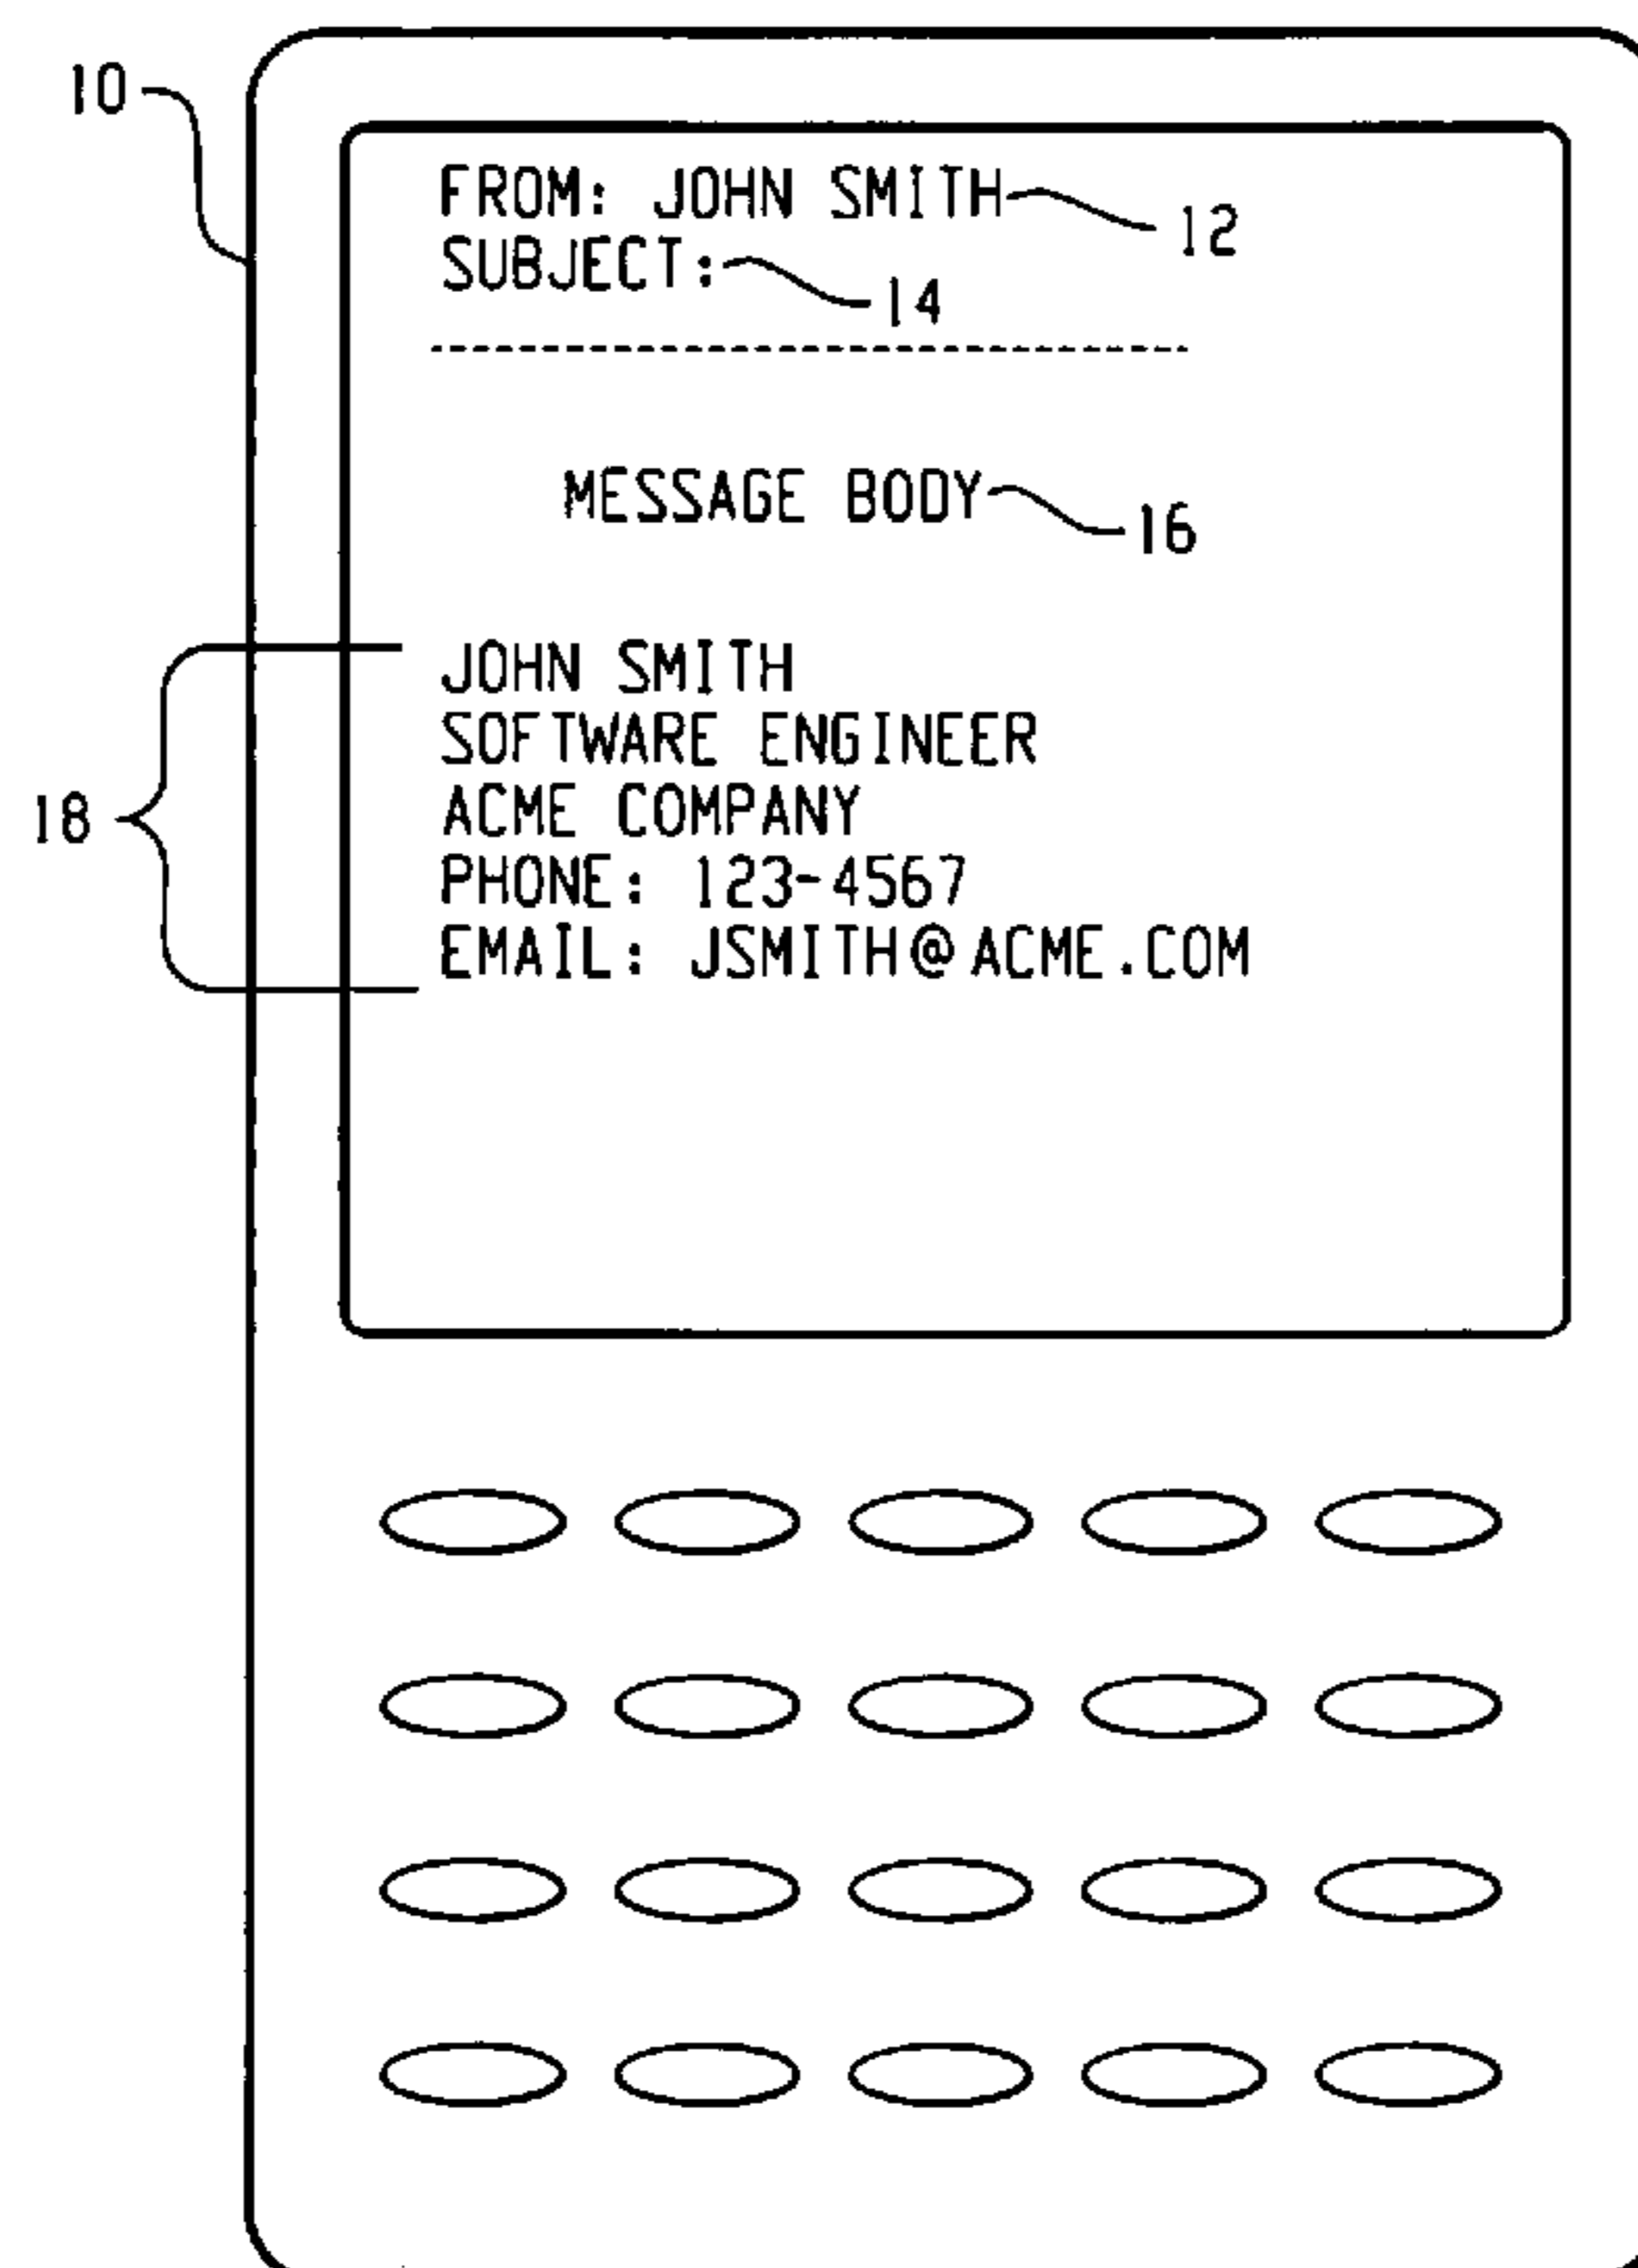 10
FROM: JOHN SMITH 12
SUBJECT: 14
MESSAGE BODY 16
JOHN SMITH
SOFTWARE ENGINEER
18 ACME COMPANY
PHONE: 123-4567
EMAIL: JSMITH@ACME.COM